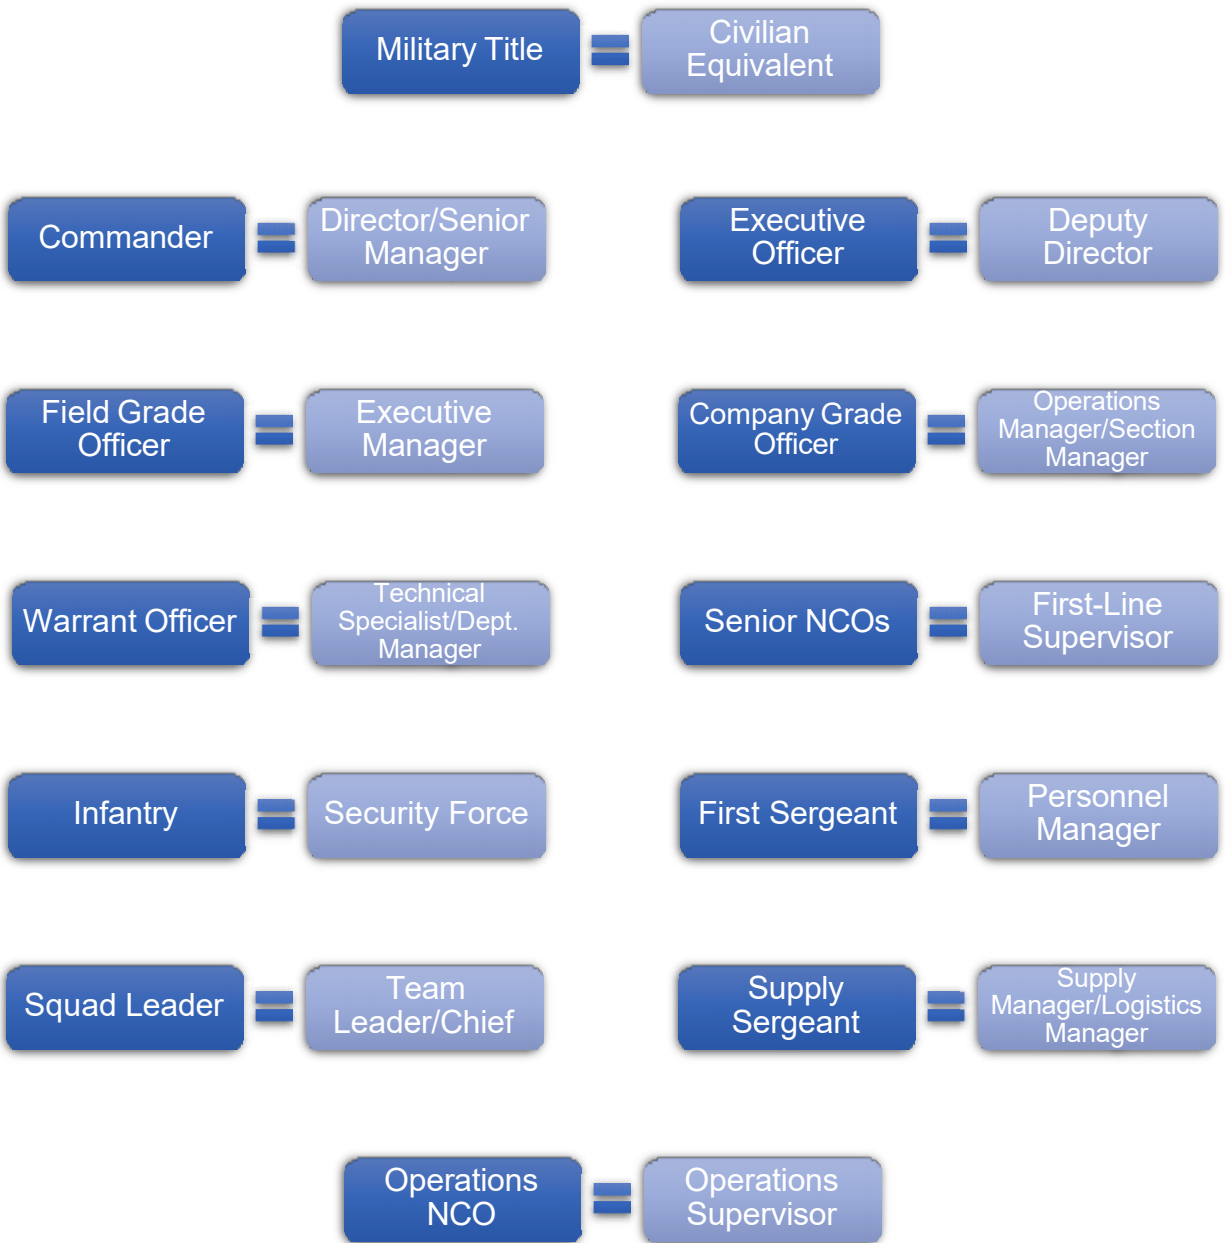 Military Title
Civilian
Equivalent
Commander
Director/Senior
Manager
Executive
Officer
Deputy
Director
Field Grade
Officer
Executive
Manager
Company Grade
Officer
Operations
Manager/Section
Manager
Warrant Officer
Technical
Specialist/Dept.
Manager
Senior NCOs
First-Line
Supervisor
Infantry
Security Force
First Sergeant
Personnel
Manager
Squad Leader
Team
Leader/Chief
Supply
Sergeant
Supply
Manager/Logistics
Manager
Operations
NCO
Operations
Supervisor